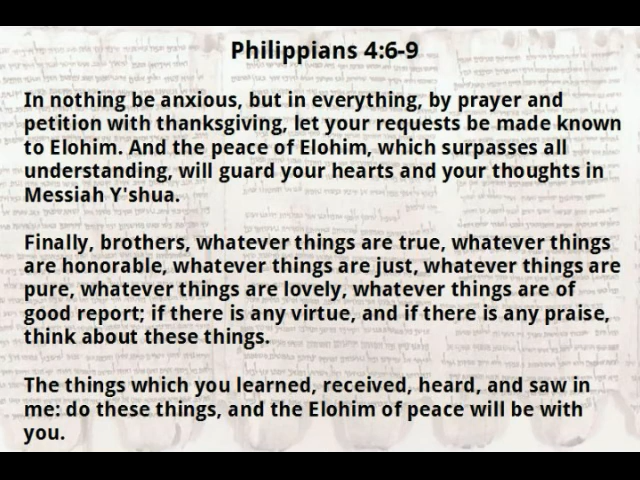 Philippians 4:6-9
In nothing be anxious, but in everything, by prayer and
petition with thanksgiving, let your requests be made known
to Elohim. And the peace of Elohim, which surpasses all
understanding, will guard your hearts and your thoughts in
Messiah Y'shua.
Finally, brothers, whatever things are true, whatever things
are honorable, whatever things are just, whatever things are
pure, whatever things are lovely, whatever things are of
good report; if there is any virtue, and if there is any praise,
think about these things.
The things which you learned, received, heard, and saw in
me: do these things, and the Elohim of peace will be with
you.